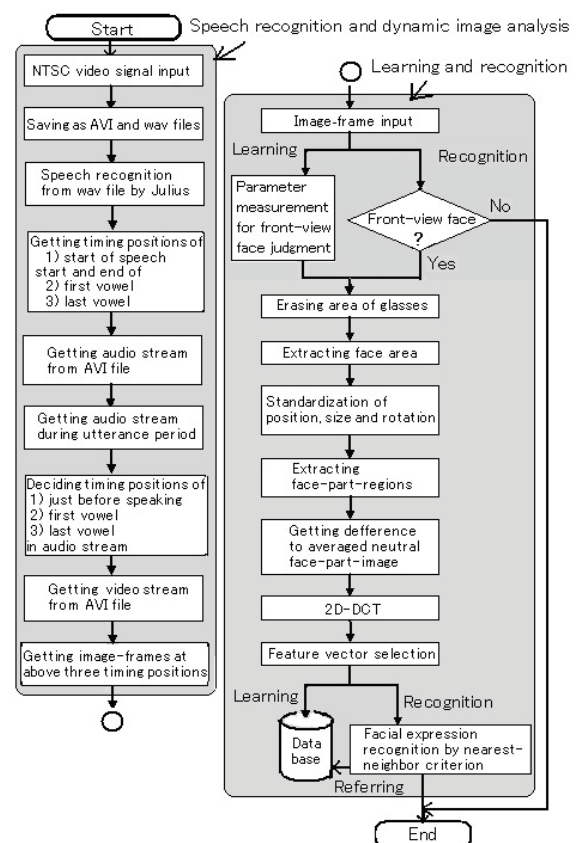 Start
Speech recognition and dynamic image analysis
NTSC video signal input
Saving as AVI and wav files
Speech recognition
from wav file by Julius
Getting timing positions of
1) start of speech
start and end of
2) first vowel
3) last vowel
Getting audio stream
from AVI file
Getting audio stream
during utterance period
Deciding timing positions of
1) just before speaking
2) first vowel
3) last vowel
in audio stream
Getting video stream
from AVI file
Getting image-frames at
above three timing positions
Learning and recognition
Image-frame input
Learning
Recognition
Parameter
measurement
for front-view
face judgment
Front-view face
?
No
Yes
Erasing area of glasses
Extracting face area
Standardization of
position, size and rotation
Extracting
face-part-regions
Getting defference
to averaged neutral
face-part-image
2D-DCT
Feature vector selection
Learning
Recognition
Data
base
Facial expression
recognition by nearest-
neighbor criterion
Referring
End